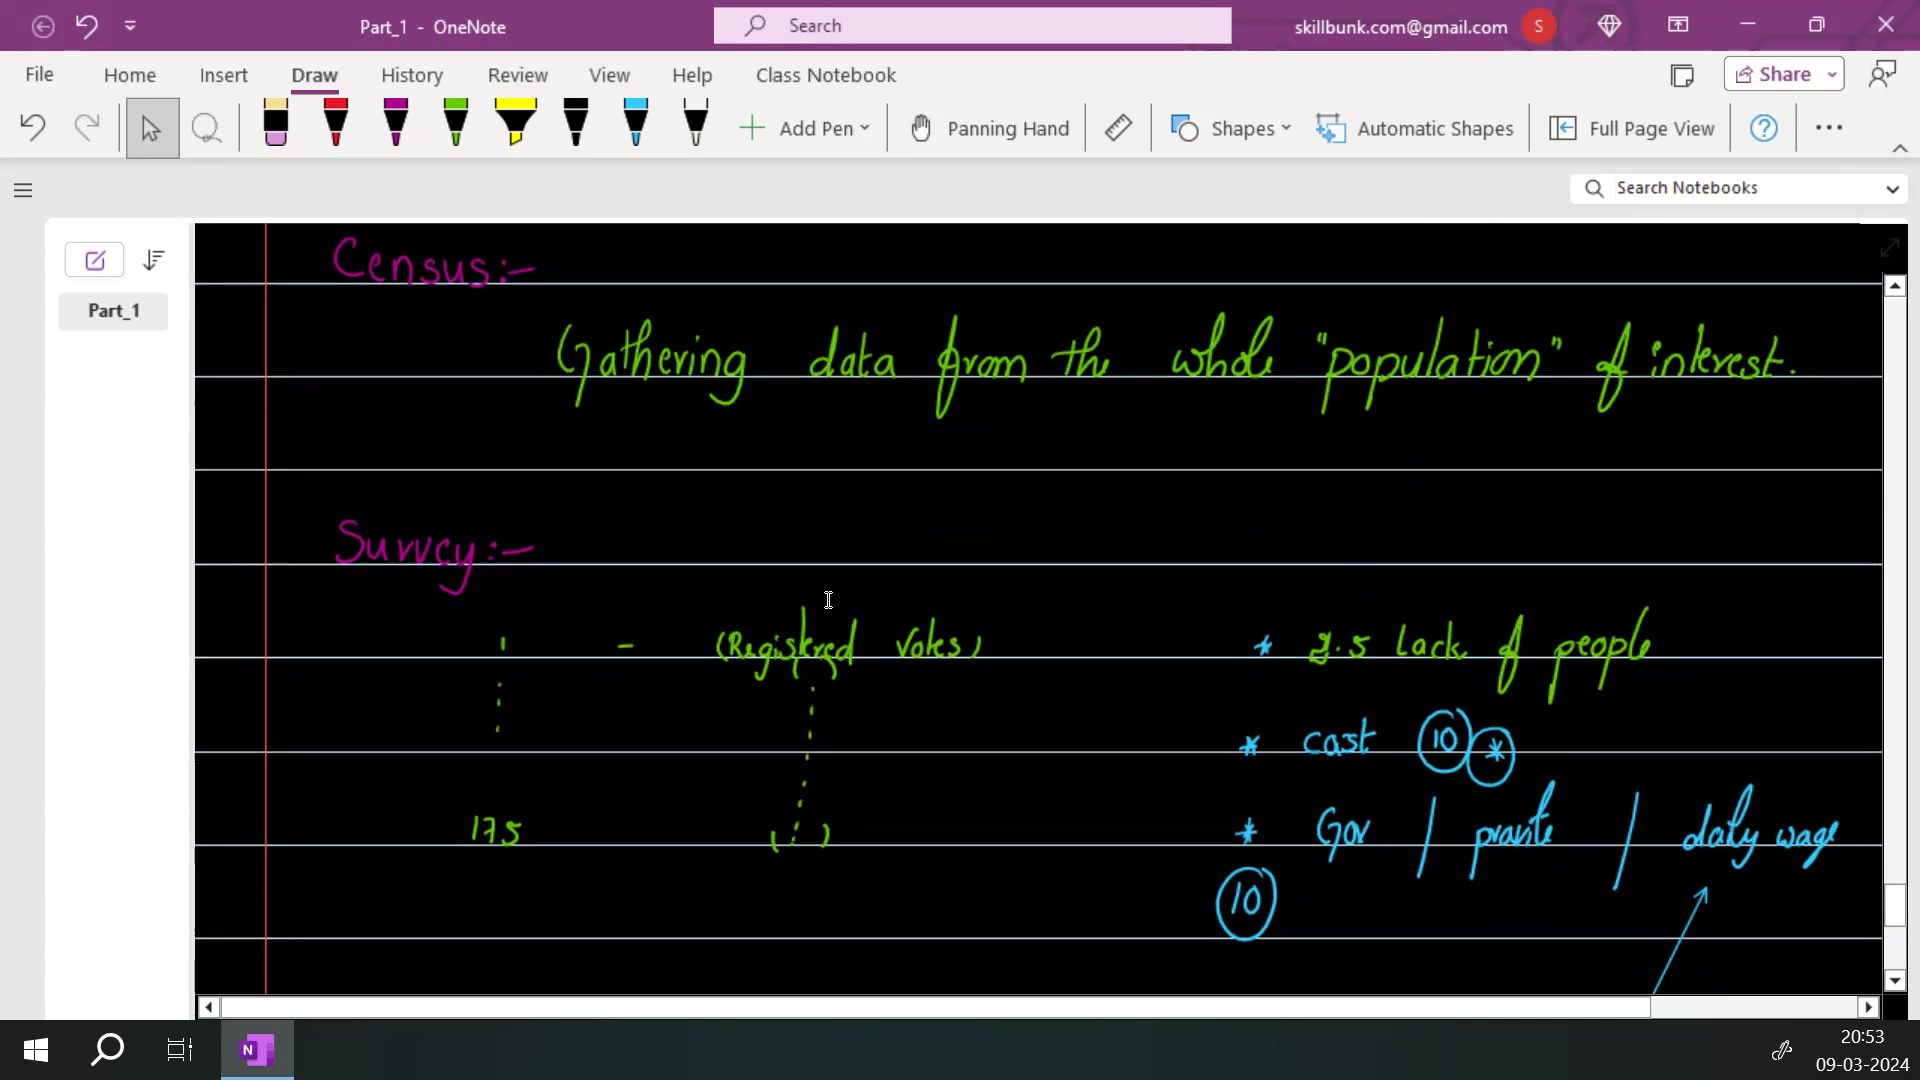 Part_1 - OneNote
Search
skillbunk.com@gmail.com
S
File Home Insert Draw History Review View Help Class Notebook
Share
Add Pen
Panning Hand
Shapes
Automatic Shapes
Full Page View
Search Notebooks
Part_1
Census:-
Gathering data from the whole "population" of interest.
Survey:-
1 - (Registered Votes) * 2.5 lack of people
* cast 10 *
175 ( ) * Gov / pravite / daily wage
10
N
20:53
09-03-2024